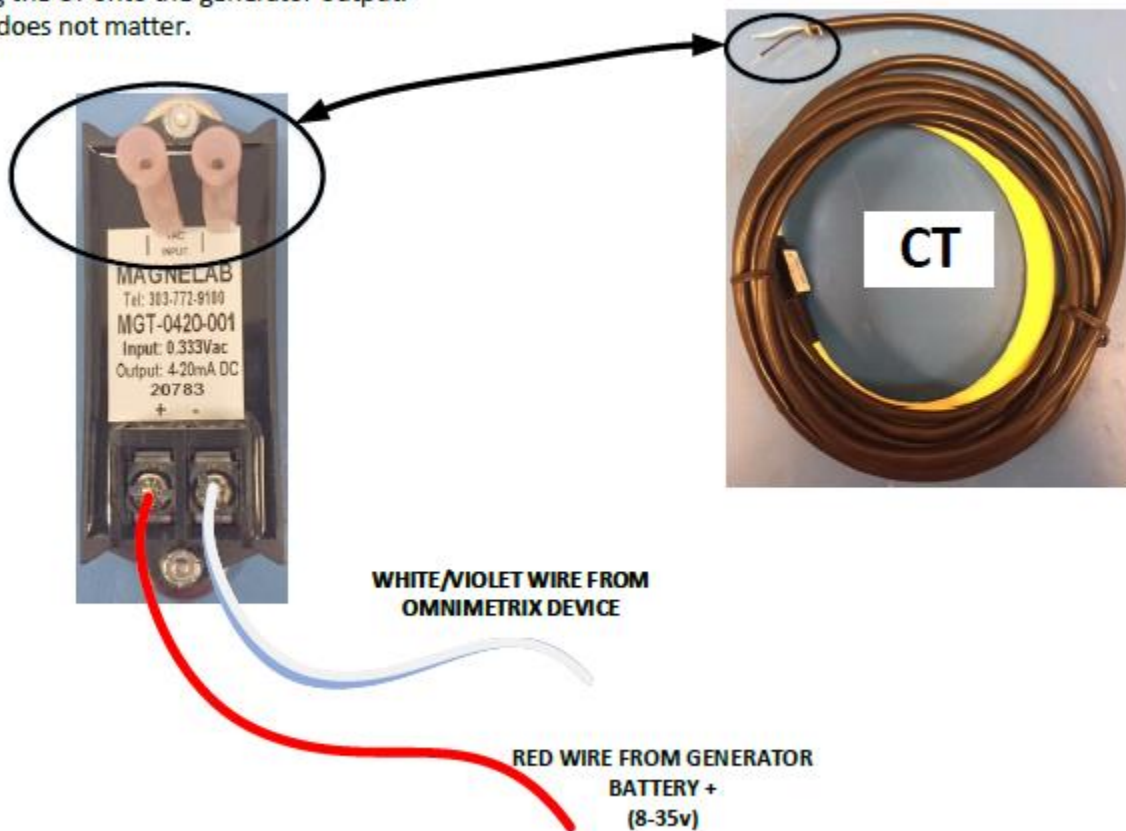 does not matter.
CT
INPUT
MAGNELAB
Tel: 303-772-9100
MGT-0420-001
Input: 0.333Vac
Output: 4-20mA DC
20783
+ -
WHITE/VIOLET WIRE FROM
OMNIMETRIX DEVICE
RED WIRE FROM GENERATOR
BATTERY +
(8-35v)